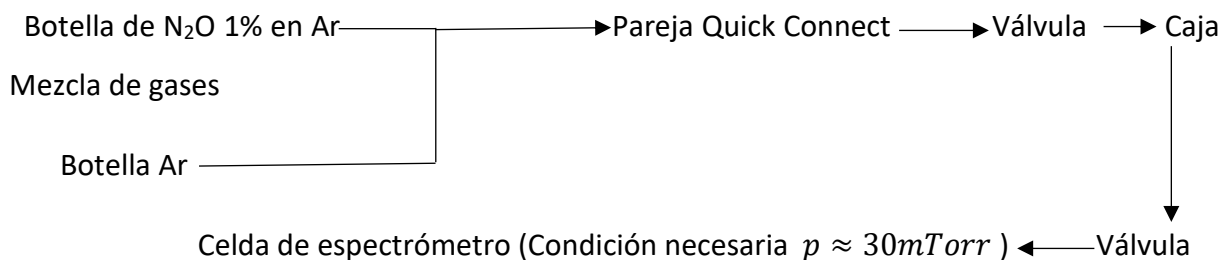 Botella de N₂O 1% en Ar Pareja Quick Connect Válvula Caja
Mezcla de gases
Botella Ar
Celda de espectrómetro (Condición necesaria p ≈ 30mTorr ) Válvula